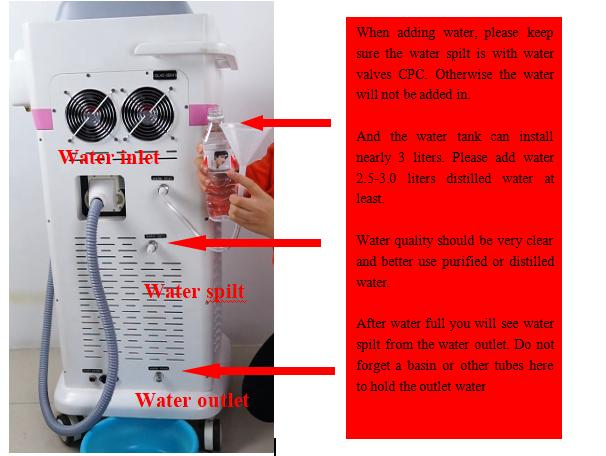 Water inlet
Water spilt
Water outlet
When adding water, please keep
sure the water spilt is with water
valves CPC. Otherwise the water
will not be added in.
And the water tank can install
nearly 3 liters. Please add water
2.5-3.0 liters distilled water at
least.
Water quality should be very clear
and better use purified or distilled
water.
After water full you will see water
spilt from the water outlet. Do not
forget a basin or other tubes here
to hold the outlet water